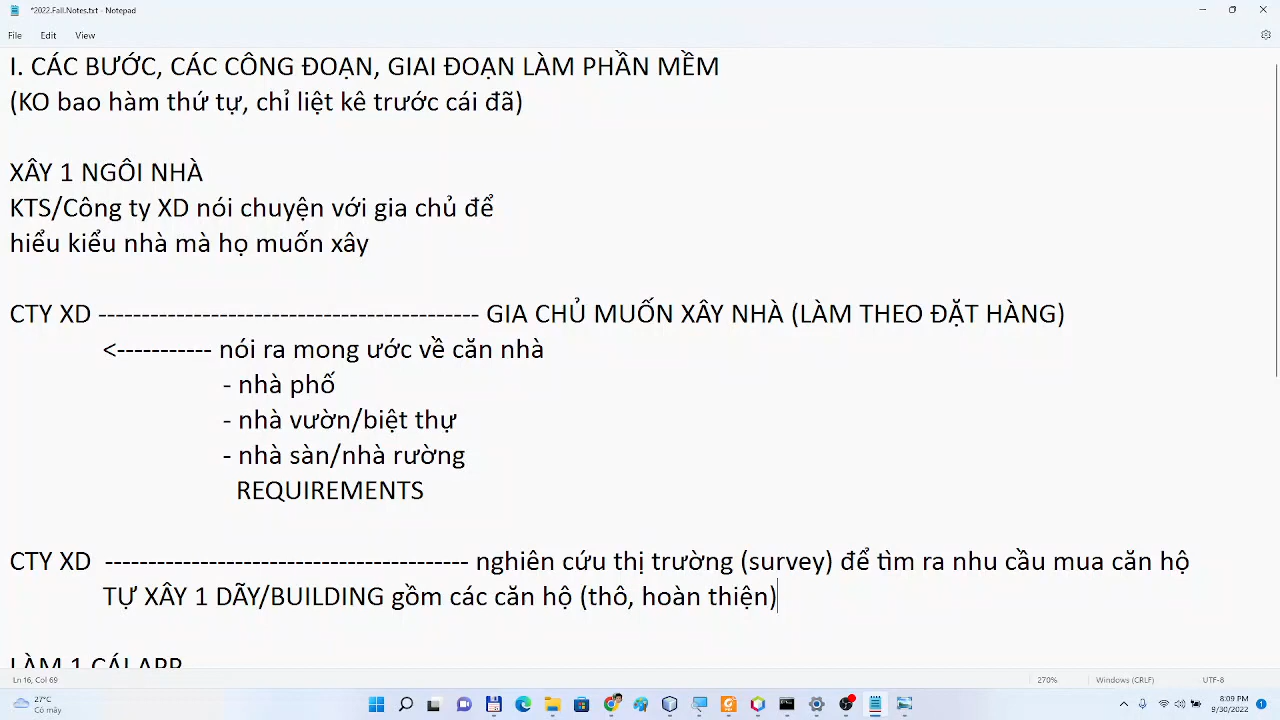 *2022.Fall.Notes.txt - Notepad
File Edit View
I. CÁC BƯỚC, CÁC CÔNG ĐOẠN, GIAI ĐOẠN LÀM PHẦN MỀM
(KO bao hàm thứ tự, chỉ liệt kê trước cái đã)
XÂY 1 NGÔI NHÀ
KTS/Công ty XD nói chuyện với gia chủ để
hiểu kiểu nhà mà họ muốn xây
CTY XD ------------------------------------------ GIA CHỦ MUỐN XÂY NHÀ (LÀM THEO ĐẶT HÀNG)
<----------- nói ra mong ước về căn nhà
- nhà phố
- nhà vườn/biệt thự
- nhà sàn/nhà rường
REQUIREMENTS
CTY XD ---------------------------------------- nghiên cứu thị trường (survey) để tìm ra nhu cầu mua căn hộ
TỰ XÂY 1 DÃY/BUILDING gồm các căn hộ (thô, hoàn thiện)
LÀM 1 CÁI APP
Ln 16, Col 69 270% Windows (CRLF) UTF-8
27°C
Có mây
8:09 PM
9/30/2022